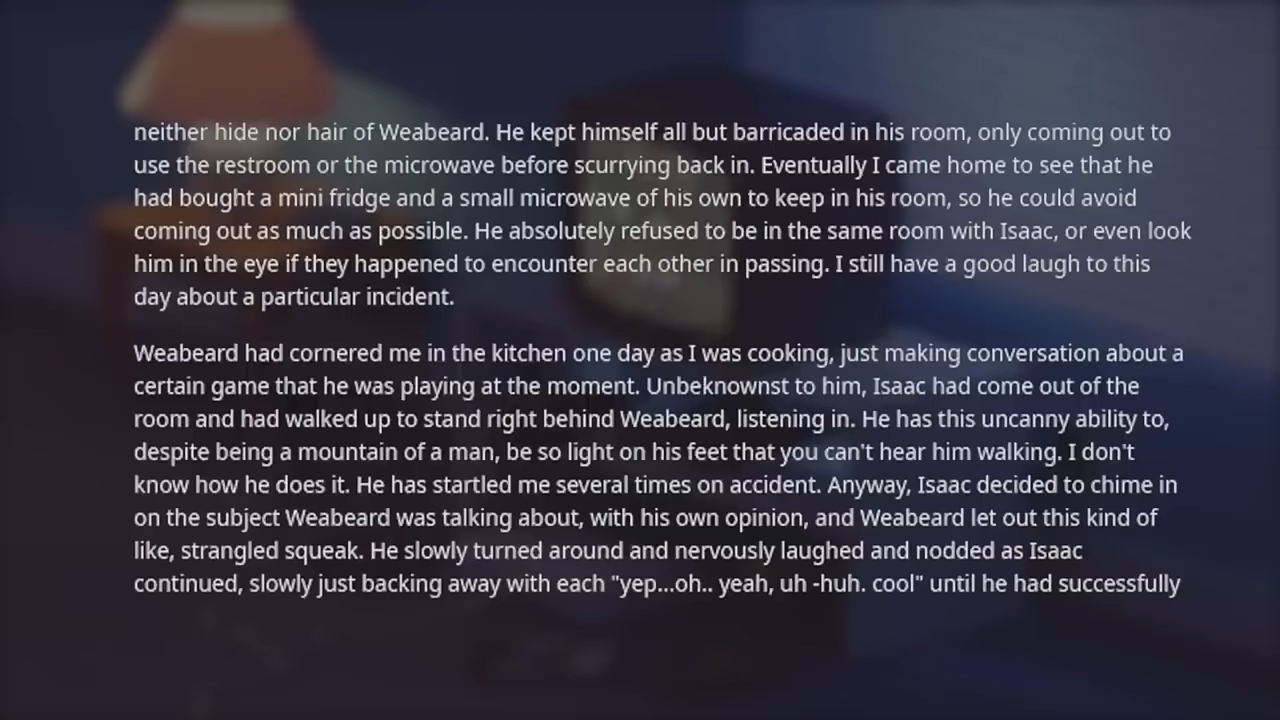 neither hide nor hair of Weabeard. He kept himself all but barricaded in his room, only coming out to
use the restroom or the microwave before scurrying back in. Eventually I came home to see that he
had bought a mini fridge and a small microwave of his own to keep in his room, so he could avoid
coming out as much as possible. He absolutely refused to be in the same room with Isaac, or even look
him in the eye if they happened to encounter each other in passing. I still have a good laugh to this
day about a particular incident.
Weabeard had cornered me in the kitchen one day as I was cooking, just making conversation about a
certain game that he was playing at the moment. Unbeknownst to him, Isaac had come out of the
room and had walked up to stand right behind Weabeard, listening in. He has this uncanny ability to,
despite being a mountain of a man, be so light on his feet that you can't hear him walking. I don't
know how he does it. He has startled me several times on accident. Anyway, Isaac decided to chime in
on the subject Weabeard was talking about, with his own opinion, and Weabeard let out this kind of
like, strangled squeak. He slowly turned around and nervously laughed and nodded as Isaac
continued, slowly just backing away with each "yep...oh.. yeah, uh -huh. cool" until he had successfully